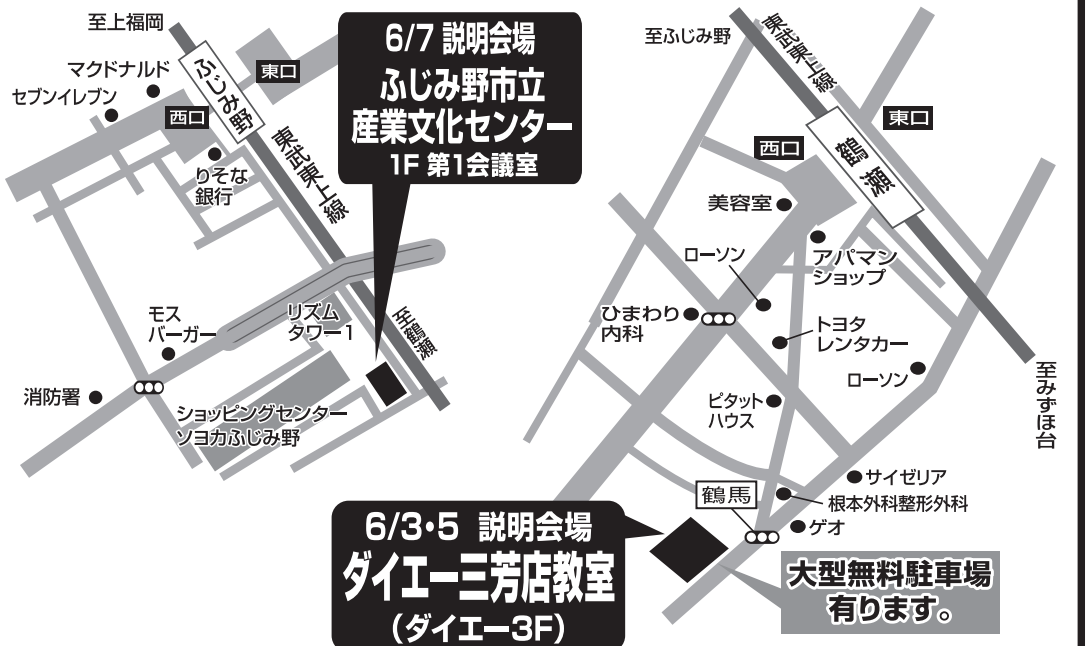 至上福岡
マクドナルド
セブンイレブン
ふじみ野
東口
西口
りそな
銀行
東武東上線
6/7 説明会場
ふじみ野市立
産業文化センター
1F 第1会議室
モス
バーガー
リズム
タワー1
至鶴瀬
消防署
ショッピングセンター
ソヨカふじみ野
至ふじみ野
東武東上線
東口
西口
鶴瀬
美容室
アパマン
ショップ
ローソン
ひまわり
内科
トヨタ
レンタカー
ローソン
至みずほ台
ピタット
ハウス
サイゼリア
鶴馬
根本外科整形外科
ゲオ
6/3・5 説明会場
ダイエー三芳店教室
(ダイエー3F)
大型無料駐車場
有ります。